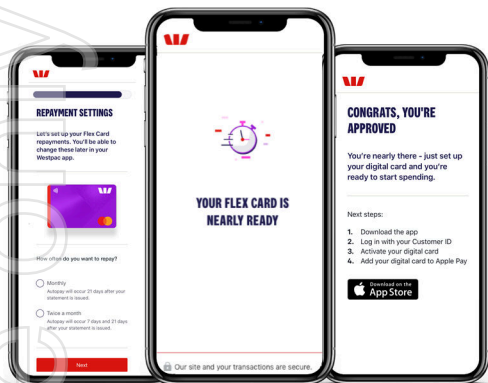 REPAYMENT SETTINGS
Let's set up your Flex Card
repayments. You'll be able to
change these later in your
Westpac app.
How often do you want to repay?
Monthly
Autopay will occur 21 days after your
statement is issued.
Twice a month
Autopay will occur 7 days and 21 days
after your statement is issued.
Next
YOUR FLEX CARD IS
NEARLY READY
Our site and your transactions are secure.
CONGRATS, YOU'RE
APPROVED
You're nearly there - just set up
your digital card and you're
ready to start spending.
Next steps:
1. Download the app
2. Log in with your Customer ID
3. Activate your digital card
4. Add your digital card to Apple Pay
Download on the
App Store